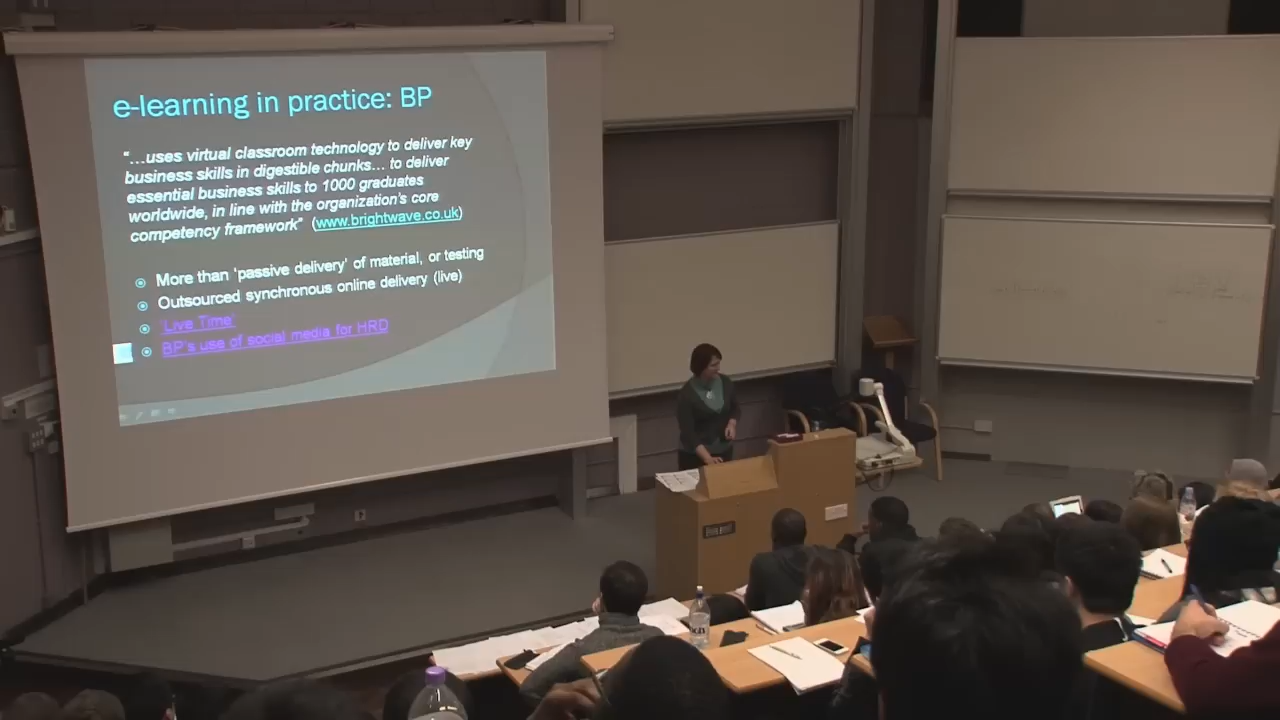 e-learning in practice: BP
“…uses virtual classroom technology to deliver key
business skills in digestible chunks… to deliver
essential business skills to 1000 graduates
worldwide, in line with the organization’s core
competency framework” (www.brightwave.co.uk)
More than ‘passive delivery’ of material, or testing
Outsourced synchronous online delivery (live)
‘Live Time’
BP’s use of social media for HRD